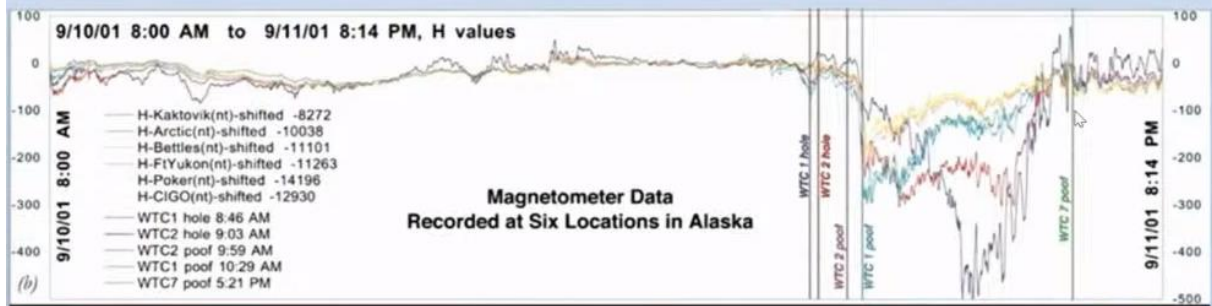 100
0
-100
-200
-300
-400
(b)
9/10/01 8:00 AM to 9/11/01 8:14 PM, H values
9/10/01 8:00 AM
H-Kaktovik(nt)-shifted -8272
H-Arctic(nt)-shifted -10038
H-Bettles(nt)-shifted -11101
H-FtYukon(nt)-shifted -11263
H-Poker(nt)-shifted -14196
H-CIGO(nt)-shifted -12930
WTC1 hole 8:46 AM
WTC2 hole 9:03 AM
WTC2 poof 9:59 AM
WTC1 poof 10:29 AM
WTC7 poof 5:21 PM
Magnetometer Data
Recorded at Six Locations in Alaska
WTC 1 hole
WTC 2 hole
WTC 2 poof
WTC 1 poof
WTC 7 poof
9/11/01 8:14 PM
100
0
-100
-200
-300
-400
-500